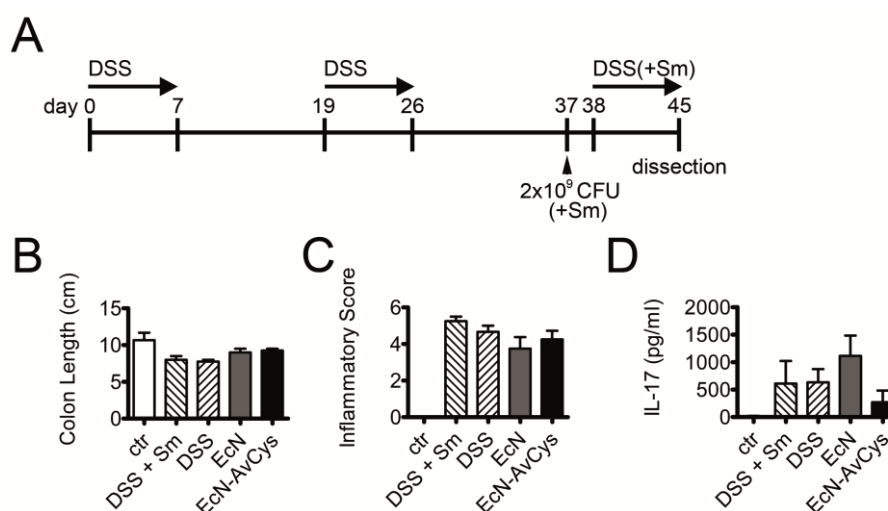 A
DSS
DSS
DSS(+Sm)
day 0 7 19 26 37 38 45
dissection
2x10⁹ CFU
(+Sm)
B
Colon Length (cm)
15
10
5
0
ctr
DSS + Sm
DSS
EcN
EcN-AvCys
C
Inflammatory Score
6
4
2
0
ctr
DSS + Sm
DSS
EcN
EcN-AvCys
D
IL-17 (pg/ml)
2000
1500
1000
500
0
ctr
DSS + Sm
DSS
EcN
EcN-AvCys